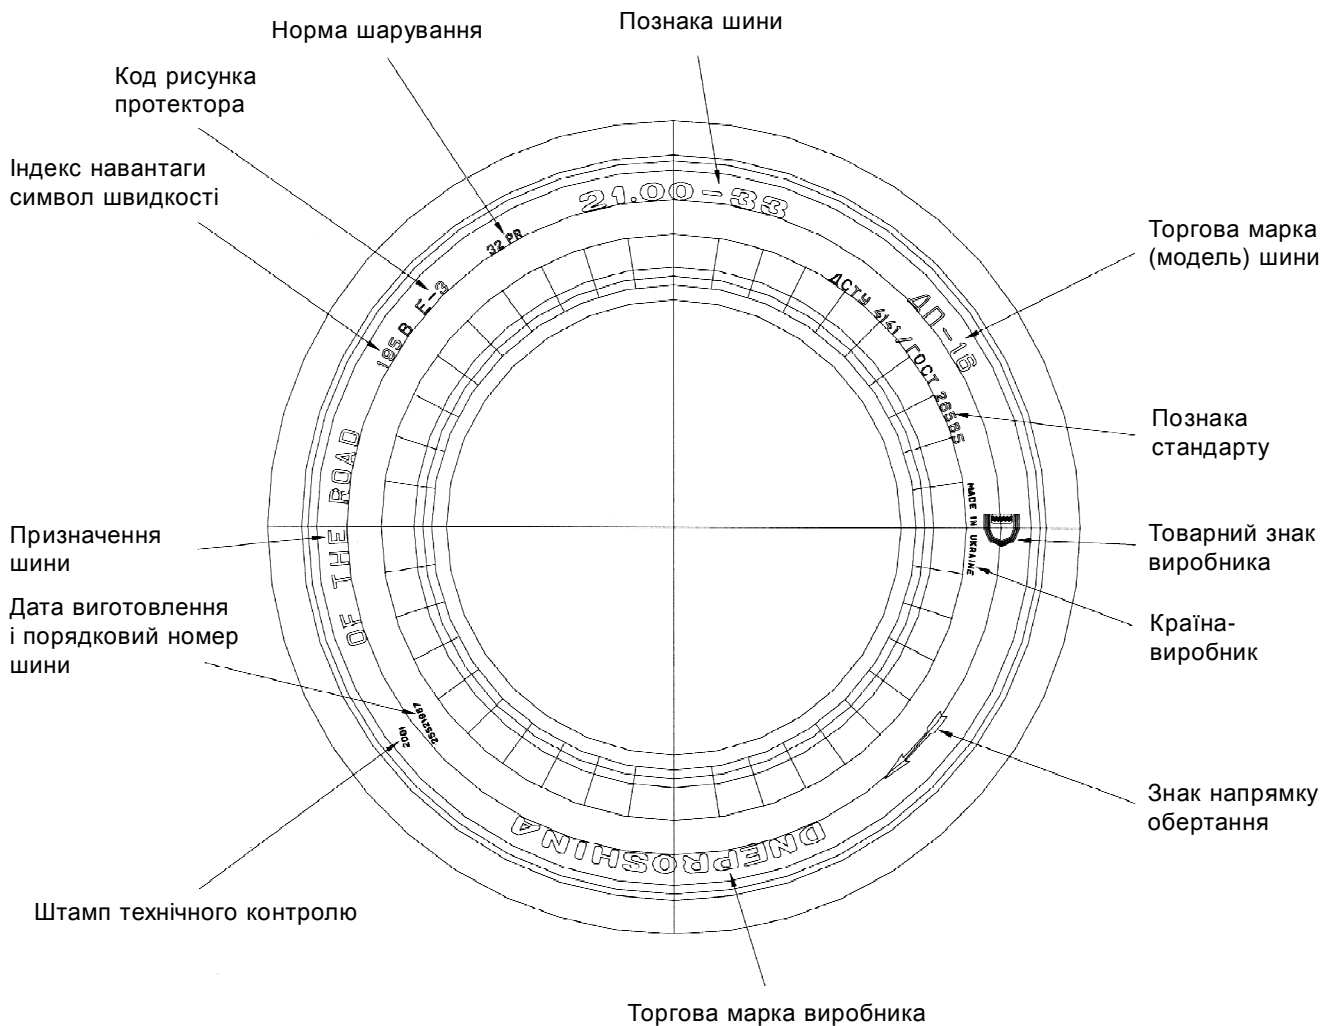 Норма шарування
Познака шини
Код рисунка
протектора
Індекс навантаги
символ швидкості
21.00-33
32 PR
Торгова марка
(модель) шини
ДСТУ 4141/ГОСТ 26585
ДП-16
195 B E-3
Познака
стандарту
OF THE ROAD
MADE IN UKRAINE
Призначення
шини
Товарний знак
виробника
Дата виготовлення
і порядковий номер
шини
Країна-
виробник
25521967
2001
Знак напрямку
обертання
DNEPROSHINA
Штамп технічного контролю
Торгова марка виробника